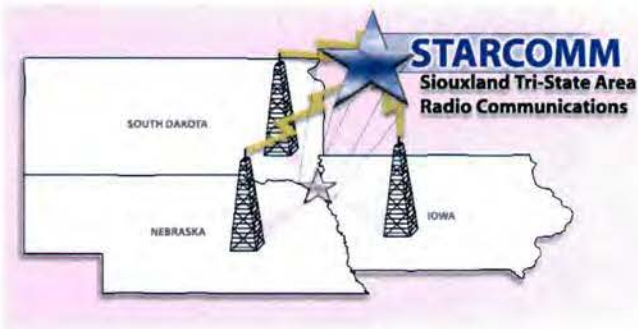 STARCOMM
Siouxland Tri-State Area
Radio Communications
SOUTH DAKOTA
NEBRASKA
IOWA